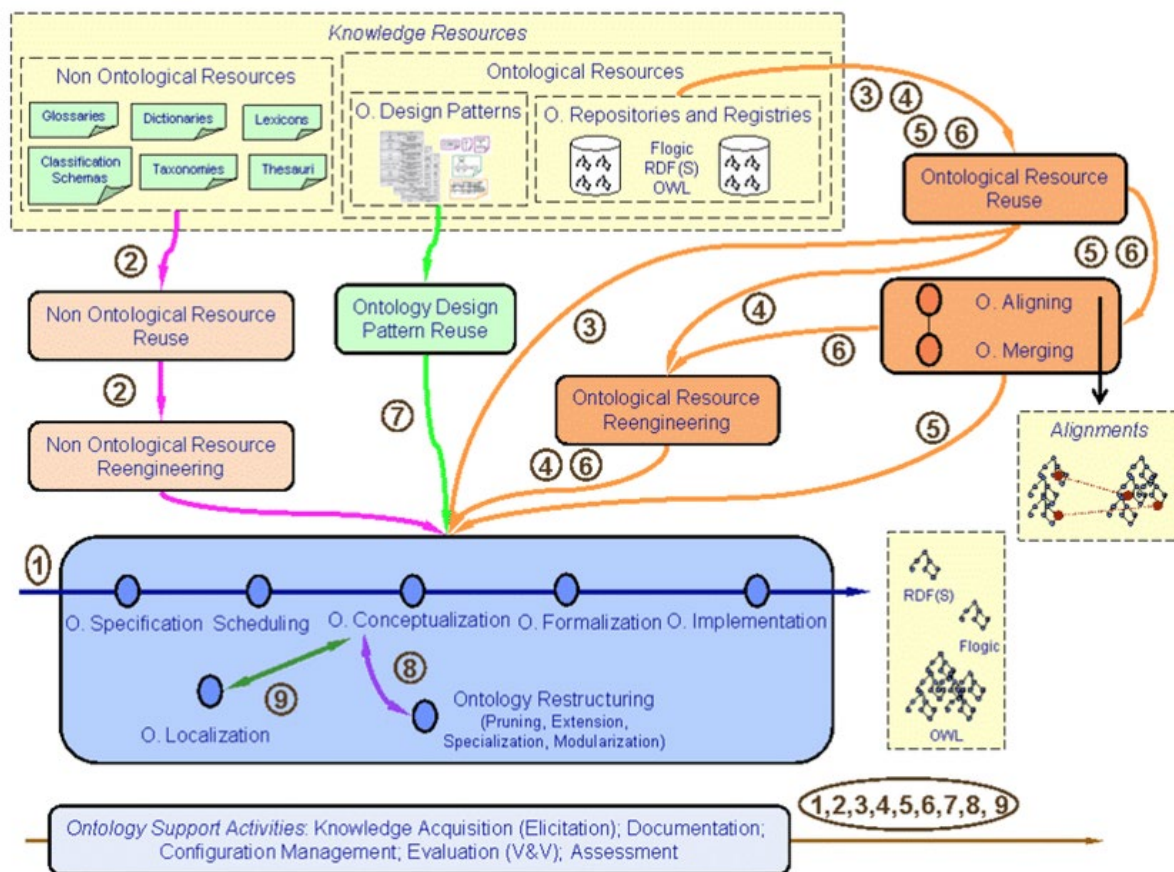 Knowledge Resources
Non Ontological Resources
Glossaries
Dictionaries
Lexicons
Classification
Schemas
Taxonomies
Thesauri
Ontological Resources
O. Design Patterns
O. Repositories and Registries
Flogic
RDF(S)
OWL
3 4
5 6
Ontological Resource
Reuse
5 6
2
Non Ontological Resource
Reuse
2
Non Ontological Resource
Reengineering
Ontology Design
Pattern Reuse
7
3
4
6
O. Aligning
O. Merging
Ontological Resource
Reengineering
4 6
5
Alignments
1
O. Specification
Scheduling
O. Conceptualization
O. Formalization
O. Implementation
9
8
O. Localization
Ontology Restructuring
(Pruning, Extension,
Specialization, Modularization)
RDF(S)
Flogic
OWL
1,2,3,4,5,6,7,8, 9
Ontology Support Activities: Knowledge Acquisition (Elicitation); Documentation;
Configuration Management; Evaluation (V&V); Assessment